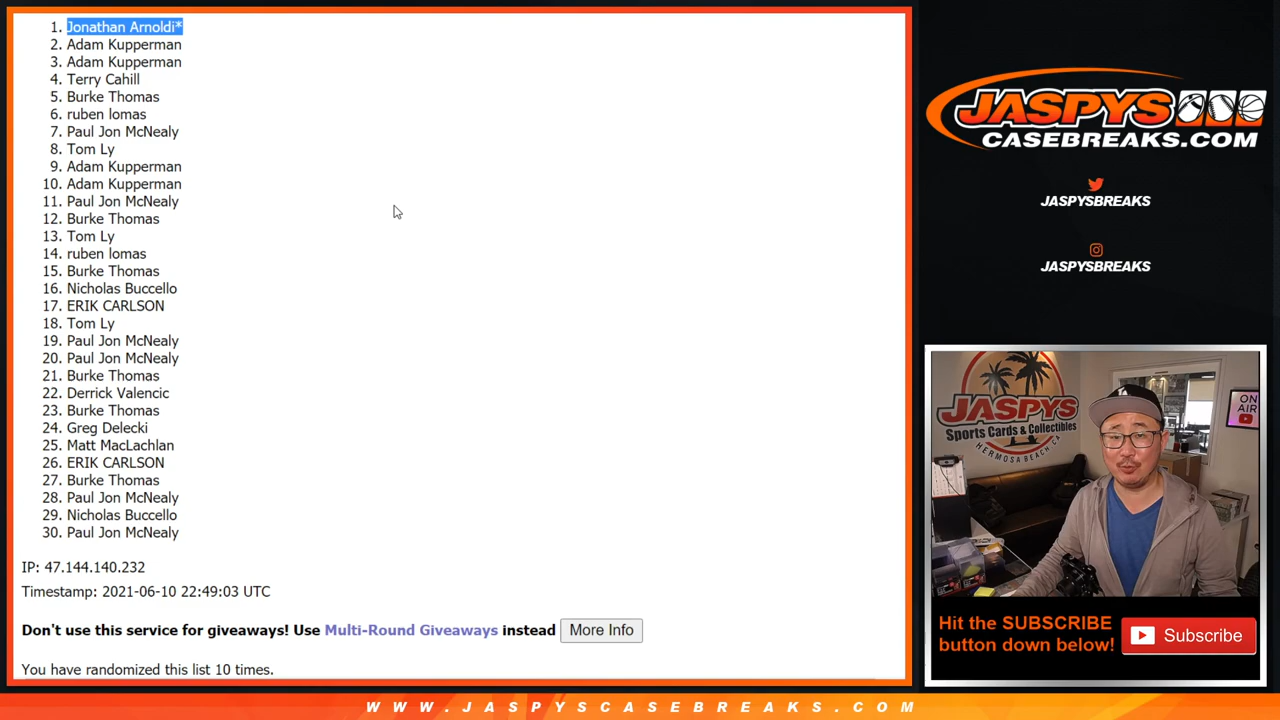 1. Jonathan Arnoldi*
2. Adam Kupperman
3. Adam Kupperman
4. Terry Cahill
5. Burke Thomas
6. ruben lomas
7. Paul Jon McNealy
8. Tom Ly
9. Adam Kupperman
10. Adam Kupperman
11. Paul Jon McNealy
12. Burke Thomas
13. Tom Ly
14. ruben lomas
15. Burke Thomas
16. Nicholas Buccello
17. ERIK CARLSON
18. Tom Ly
19. Paul Jon McNealy
20. Paul Jon McNealy
21. Burke Thomas
22. Derrick Valencic
23. Burke Thomas
24. Greg Delecki
25. Matt MacLachlan
26. ERIK CARLSON
27. Burke Thomas
28. Paul Jon McNealy
29. Nicholas Buccello
30. Paul Jon McNealy
IP: 47.144.140.232
Timestamp: 2021-06-10 22:49:03 UTC
Don't use this service for giveaways! Use Multi-Round Giveaways instead More Info
You have randomized this list 10 times.
JASPYS
CASEBREAKS.COM
JASPYSBREAKS
JASPYSBREAKS
JASPYS
Sports Cards & Collectibles
HERMOSA BEACH CA
ON
AIR
LA
Hit the SUBSCRIBE
button down below!
Subscribe
WWW.JASPYSCASEBREAKS.COM